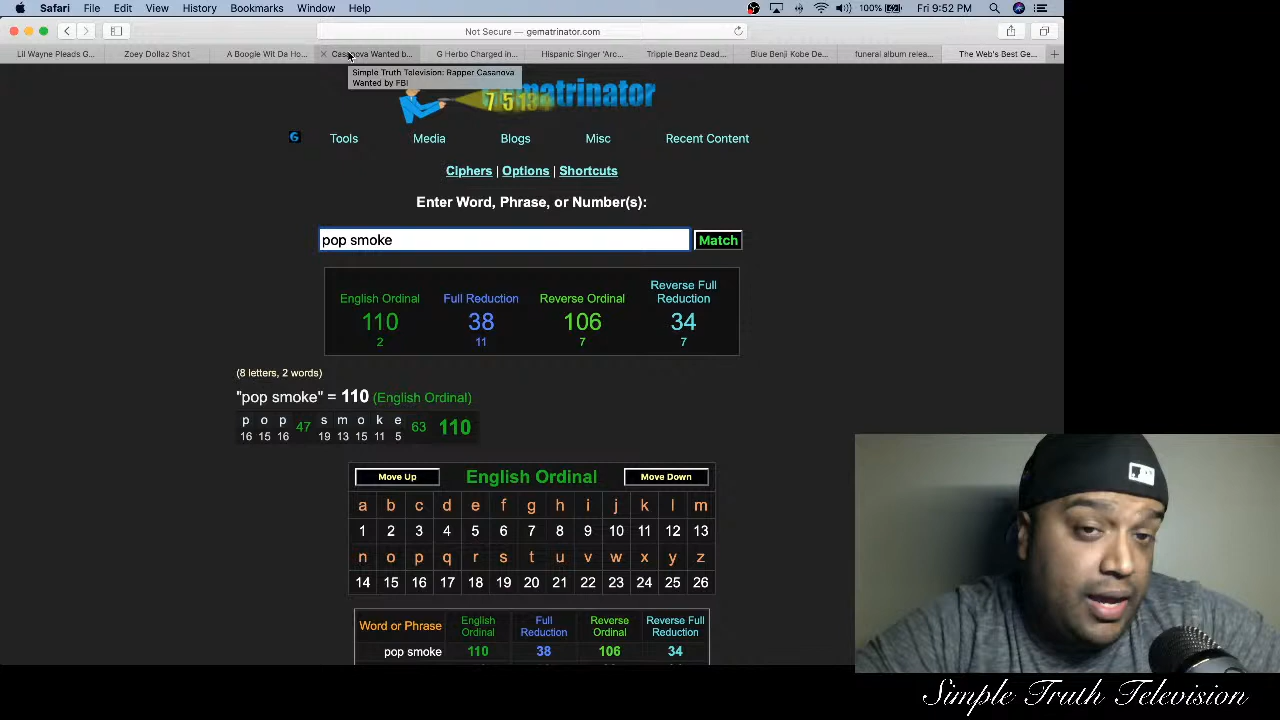 Safari File Edit View History Bookmarks Window Help 100% Fri 9:52 PM
Not Secure — gematrinator.com
Lil Wayne Pleads G... Zoey Dollaz Shot A Boogie Wit Da Ho... Casanova Wanted b... G Herbo Charged in... Hispanic Singer 'Arc... Tripple Beanz Dead... Blue Benji Kobe De... funeral album relea... The Web's Best Ge...
Simple Truth Television: Rapper Casanova
Wanted by FBI
7 5 13
matrinator
G Tools Media Blogs Misc Recent Content
Ciphers | Options | Shortcuts
Enter Word, Phrase, or Number(s):
pop smoke Match
English Ordinal Full Reduction Reverse Ordinal Reverse Full Reduction
110 38 106 34
2 11 7 7
(8 letters, 2 words)
"pop smoke" = 110 (English Ordinal)
p o p 47 s m o k e 63 110
16 15 16 19 13 15 11 5
Move Up English Ordinal Move Down
a b c d e f g h i j k l m
1 2 3 4 5 6 7 8 9 10 11 12 13
n o p q r s t u v w x y z
14 15 16 17 18 19 20 21 22 23 24 25 26
Word or Phrase English Ordinal Full Reduction Reverse Ordinal Reverse Full Reduction
pop smoke 110 38 106 34
Simple Truth Television